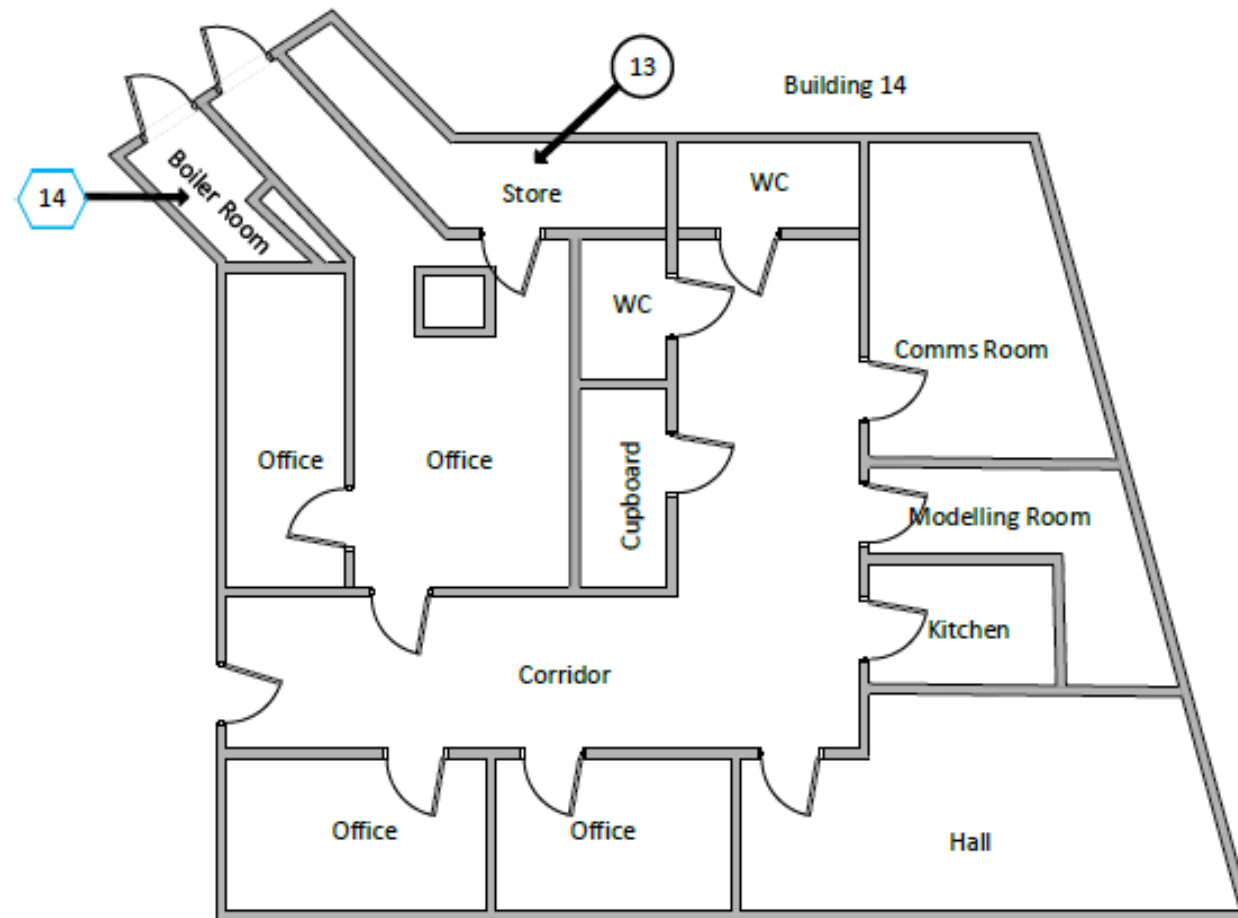 13
Building 14
Boiler Room
14
Store
WC
WC
Comms Room
Office
Office
Cupboard
Modelling Room
Kitchen
Corridor
Office
Office
Hall